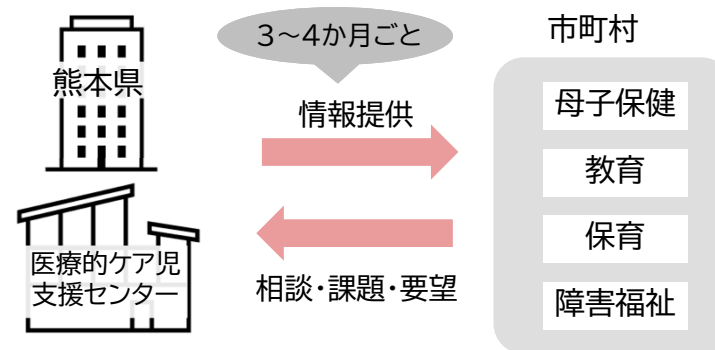 3～4か月ごと
市町村
熊本県
情報提供
母子保健
教育
保育
障害福祉
医療的ケア児
支援センター
相談・課題・要望